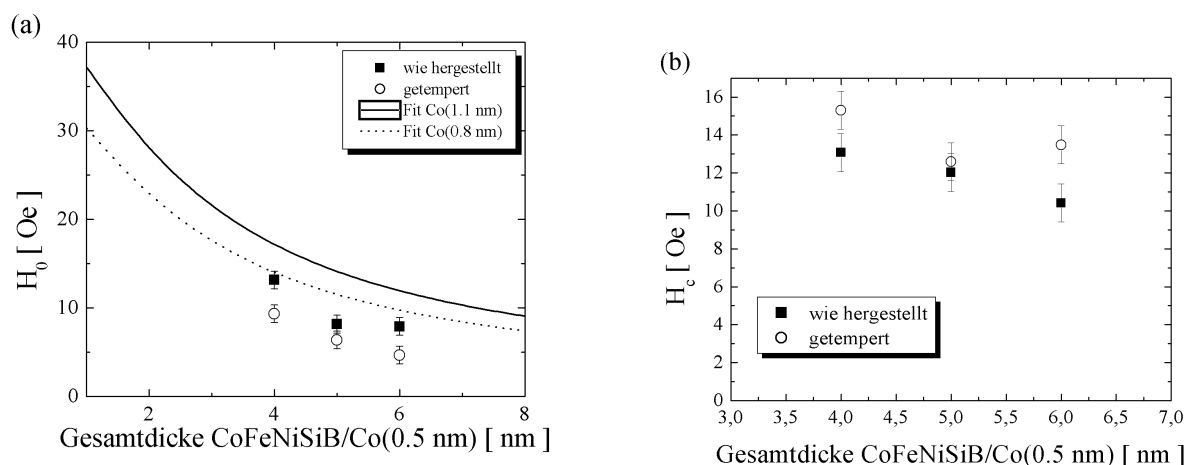 (a)
40
30
20
10
0
H0 [ Oe]
wie hergestellt
getempert
Fit Co(1.1 nm)
Fit Co(0.8 nm)
2 4 6 8
Gesamtdicke CoFeNiSiB/Co(0.5 nm) [ nm ]
(b)
16
14
12
10
8
6
4
2
0
Hc [ Oe]
wie hergestellt
getempert
3,0 3,5 4,0 4,5 5,0 5,5 6,0 6,5 7,0
Gesamtdicke CoFeNiSiB/Co(0.5 nm) [ nm ]